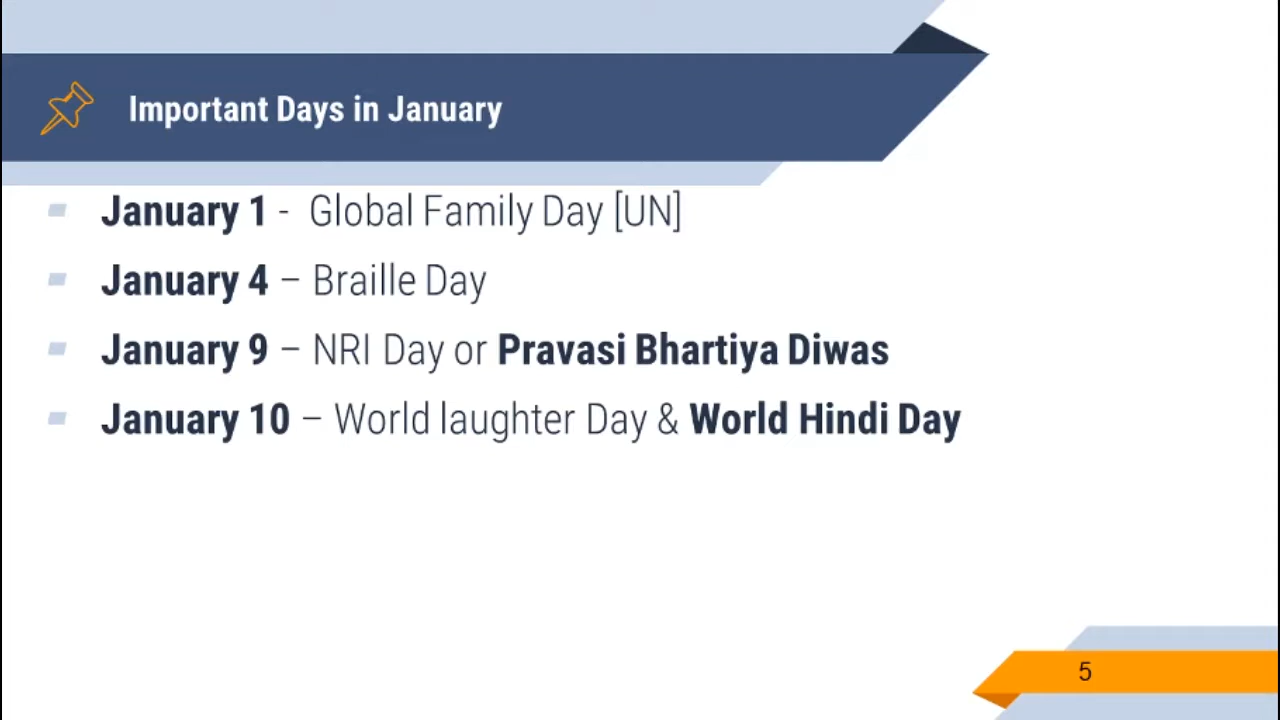 Important Days in January
January 1 -  Global Family Day [UN]
January 4 – Braille Day
January 9 – NRI Day or Pravasi Bhartiya Diwas
January 10 – World laughter Day & World Hindi Day
5